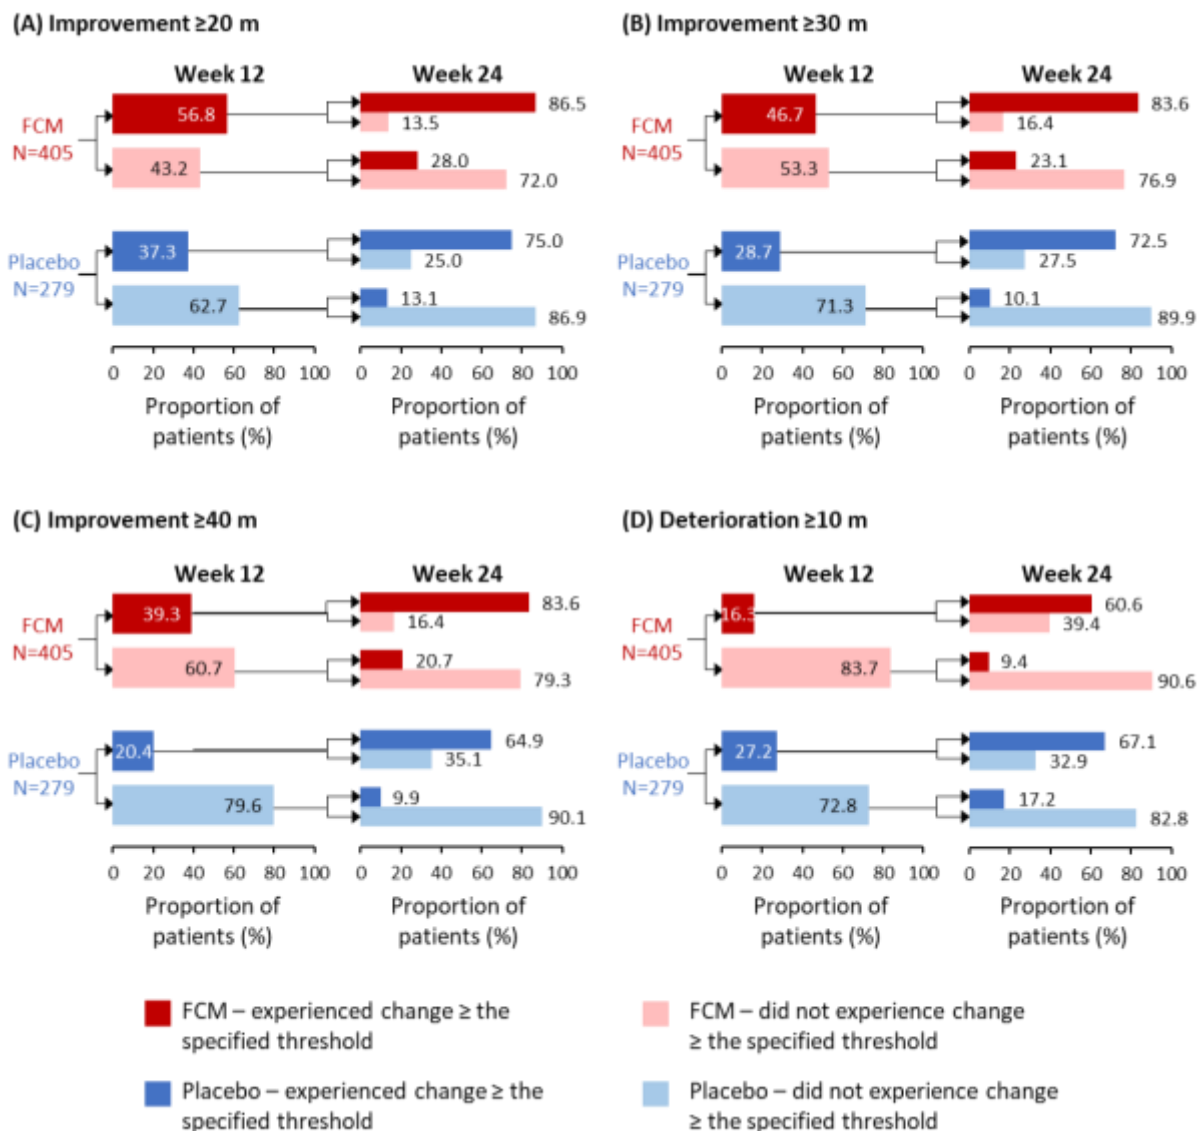 (A) Improvement ≥20 m
Week 12 Week 24
FCM
N=405
56.8
43.2
86.5
13.5
28.0
72.0
Placebo
N=279
37.3
62.7
75.0
25.0
13.1
86.9
0 20 40 60 80 100
0 20 40 60 80 100
Proportion of
patients (%)
Proportion of
patients (%)
(B) Improvement ≥30 m
Week 12 Week 24
FCM
N=405
46.7
53.3
83.6
16.4
23.1
76.9
Placebo
N=279
28.7
71.3
72.5
27.5
10.1
89.9
0 20 40 60 80 100
0 20 40 60 80 100
Proportion of
patients (%)
Proportion of
patients (%)
(C) Improvement ≥40 m
Week 12 Week 24
FCM
N=405
39.3
60.7
83.6
16.4
20.7
79.3
Placebo
N=279
20.4
79.6
64.9
35.1
9.9
90.1
0 20 40 60 80 100
0 20 40 60 80 100
Proportion of
patients (%)
Proportion of
patients (%)
(D) Deterioration ≥10 m
Week 12 Week 24
FCM
N=405
16.3
83.7
60.6
39.4
9.4
90.6
Placebo
N=279
27.2
72.8
67.1
32.9
17.2
82.8
0 20 40 60 80 100
0 20 40 60 80 100
Proportion of
patients (%)
Proportion of
patients (%)
FCM – experienced change ≥ the
specified threshold
FCM – did not experience change
≥ the specified threshold
Placebo – experienced change ≥ the
specified threshold
Placebo – did not experience change
≥ the specified threshold